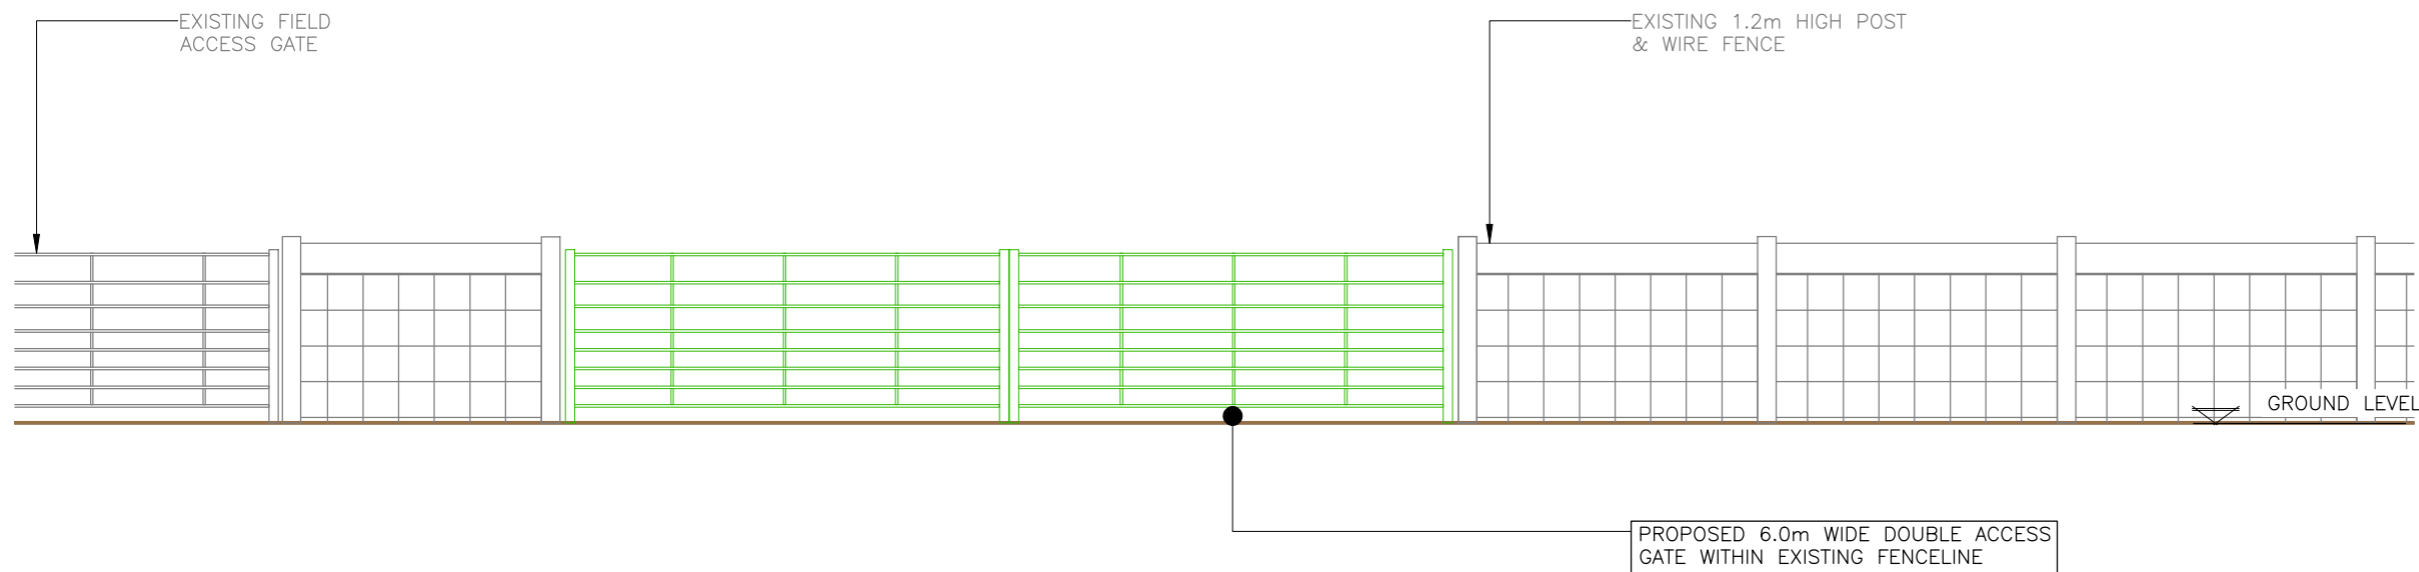 EXISTING FIELD
ACCESS GATE
EXISTING 1.2m HIGH POST
& WIRE FENCE
GROUND LEVEL
PROPOSED 6.0m WIDE DOUBLE ACCESS
GATE WITHIN EXISTING FENCELINE